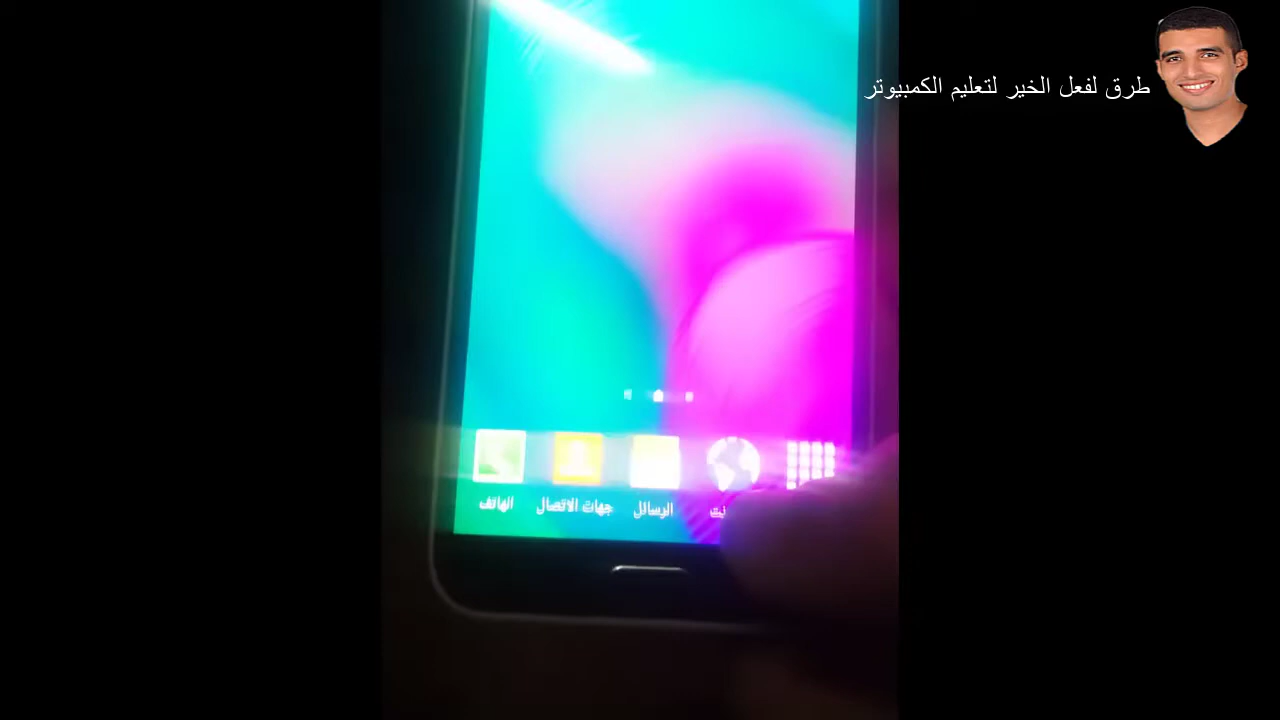 طرق لفعل الخير لتعليم الكمبيوتر
الهاتف
جهات الاتصال
الرسائل